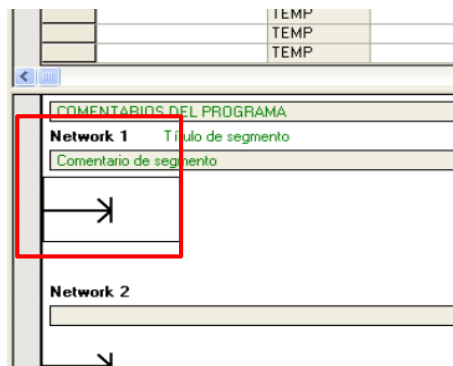 TEMP
TEMP
TEMP
COMENTARIOS DEL PROGRAMA
Network 1 Título de segmento
Comentario de segmento
Network 2